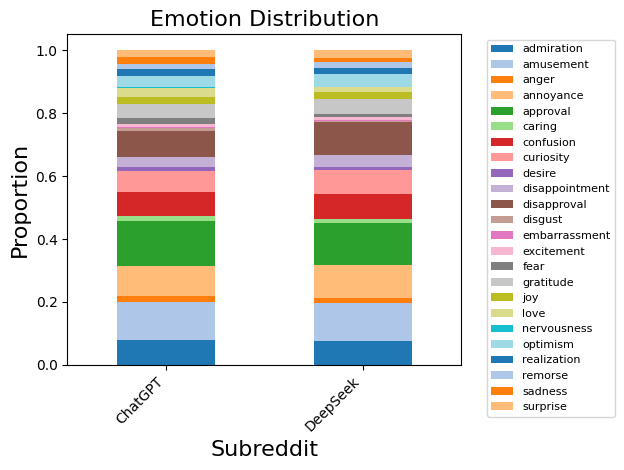 Emotion Distribution
Proportion
1.0
0.8
0.6
0.4
0.2
0.0
ChatGPT
DeepSeek
Subreddit
admiration
amusement
anger
annoyance
approval
caring
confusion
curiosity
desire
disappointment
disapproval
disgust
embarrassment
excitement
fear
gratitude
joy
love
nervousness
optimism
realization
remorse
sadness
surprise